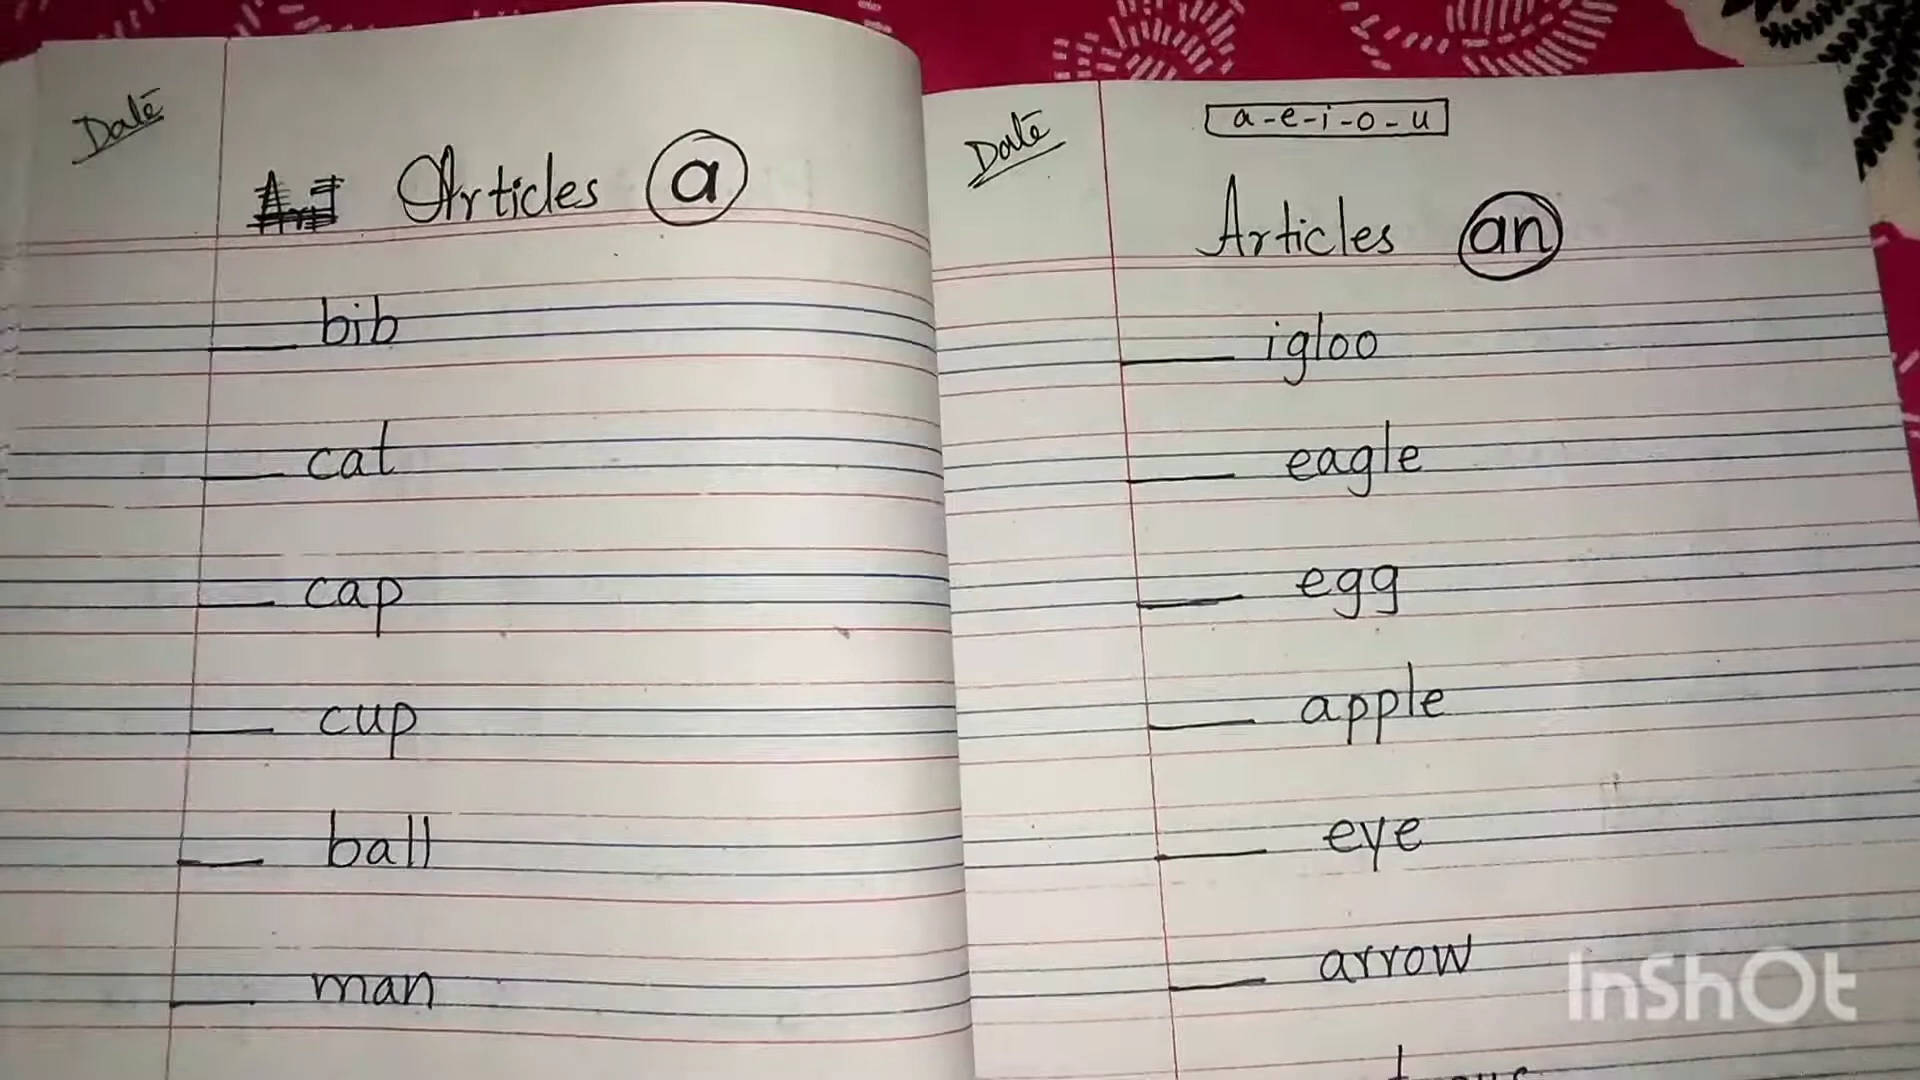 Date
Articles a
___ bib
___ cat
___ cap
___ cup
___ ball
___ man
Date
a-e-i-o-u
Articles an
___ igloo
___ eagle
___ egg
___ apple
___ eye
___ arrow
InShOt